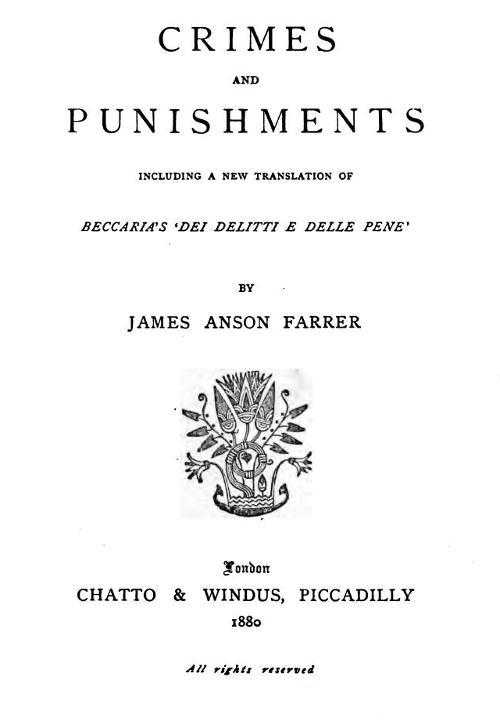 CRIMES
AND
PUNISHMENTS
INCLUDING A NEW TRANSLATION OF
BECCARIA'S ‘DEI DELITTI E DELLE PENE’
BY
JAMES ANSON FARRER
London
CHATTO & WINDUS, PICCADILLY
1880
All rights reserved